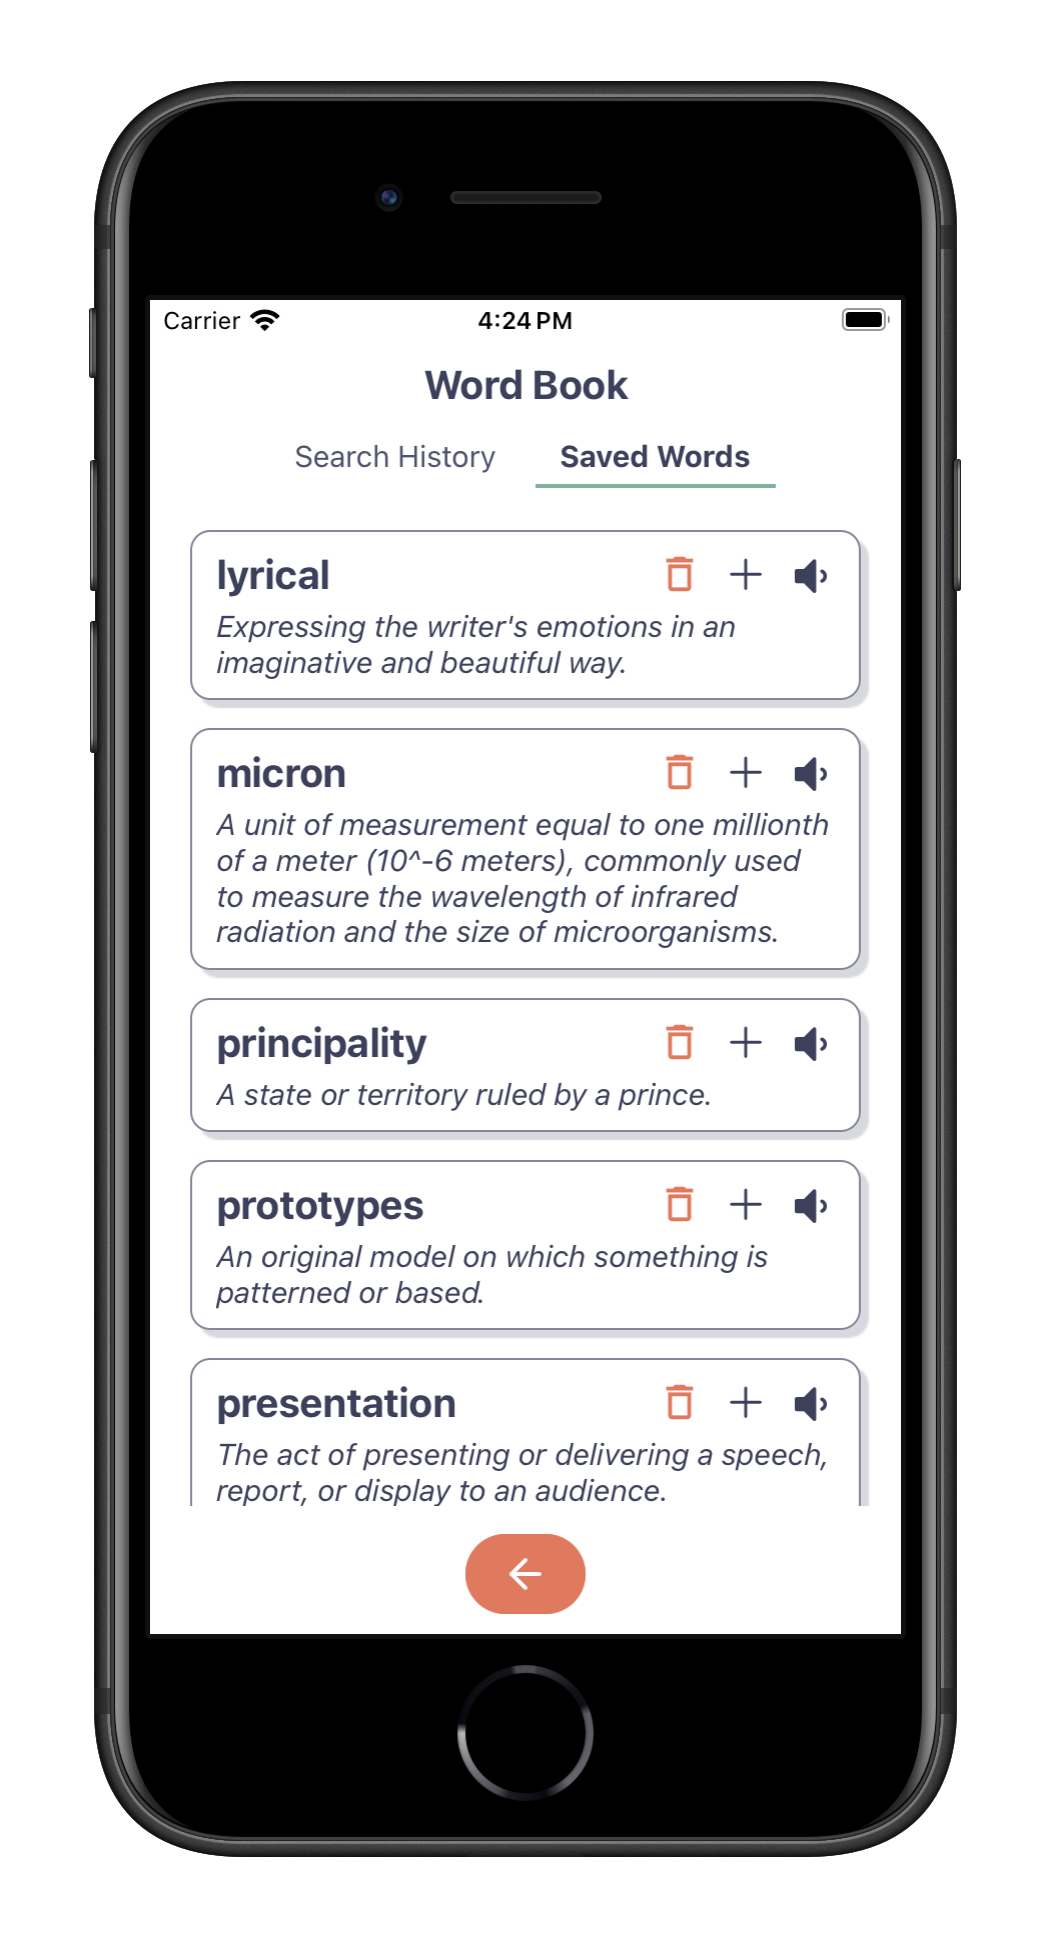 Carrier 4:24 PM
Word Book
Search History Saved Words
lyrical
Expressing the writer's emotions in an
imaginative and beautiful way.
micron
A unit of measurement equal to one millionth
of a meter (10^-6 meters), commonly used
to measure the wavelength of infrared
radiation and the size of microorganisms.
principality
A state or territory ruled by a prince.
prototypes
An original model on which something is
patterned or based.
presentation
The act of presenting or delivering a speech,
report, or display to an audience.